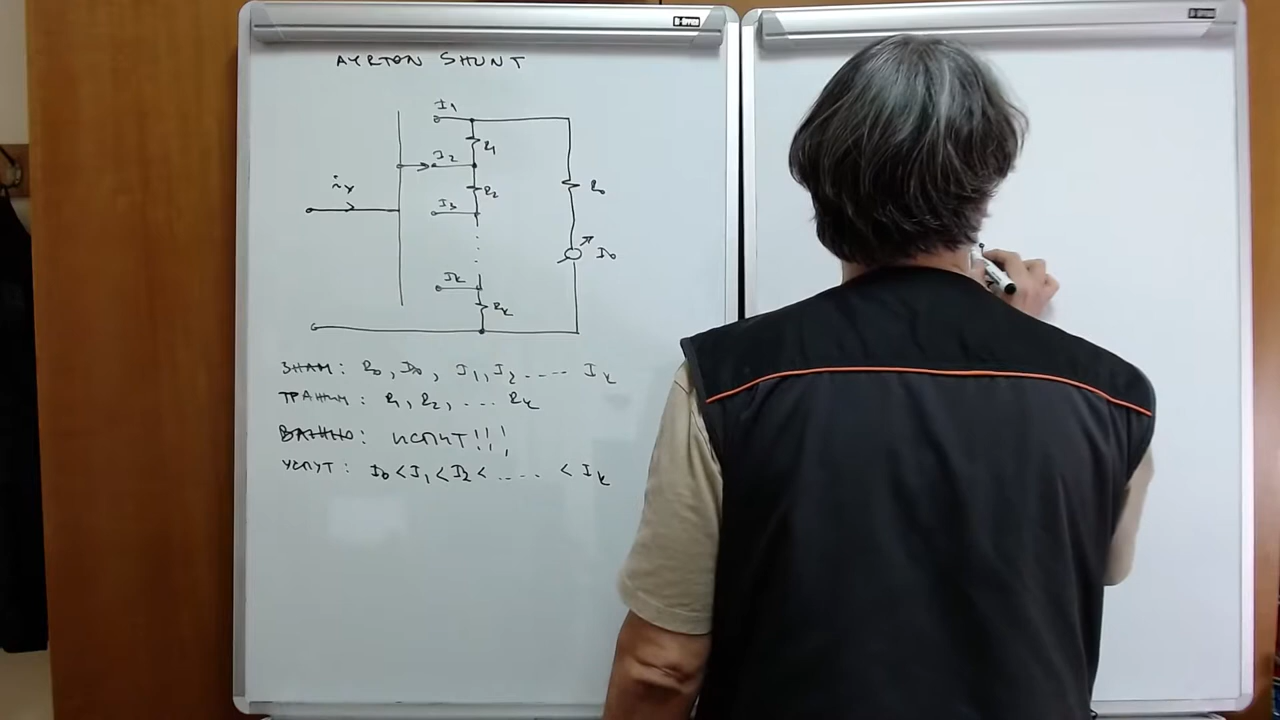 AYRTON SHUNT
I₁
R₁
I₂
R₂
iₓ
I₃
R₀
I₀
Iₖ
Rₖ
ЗНАМ: R₀, I₀, I₁, I₂ .... Iₖ
ТРАЖИМ: R₁, R₂, ... Rₖ
ВАЖНО: ИСПИТ!!!
УСЛУТ: I₀ < I₁ < I₂ < .... < Iₖ